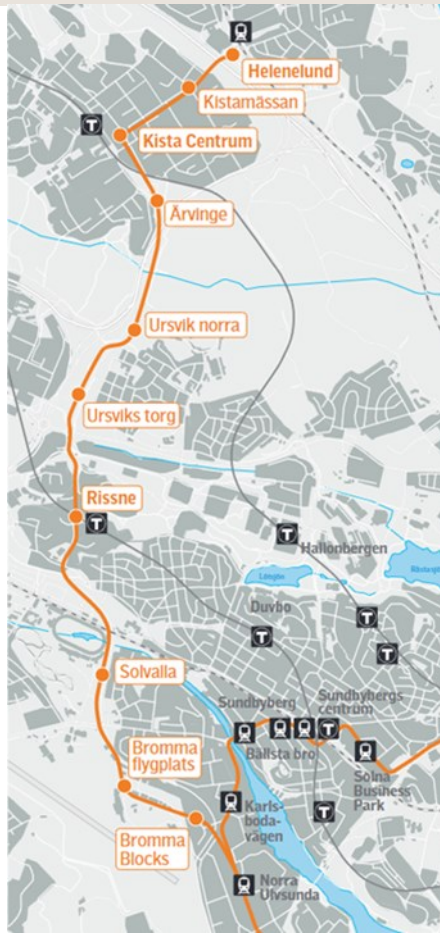 Helenelund
Kistamässan
T
Kista Centrum
Ärvinge
Ursvik norra
Ursviks torg
Rissne
T
T
Hallonbergen
Lötsjön
Duvbo
T
T
T
Solvalla
Sundbyberg
Sundbybergs
centrum
T
Bällsta bro
Bromma
flygplats
Solna
Business
Park
Karls-
boda-
vägen
T
Bromma
Blocks
Norra
Ulvsunda